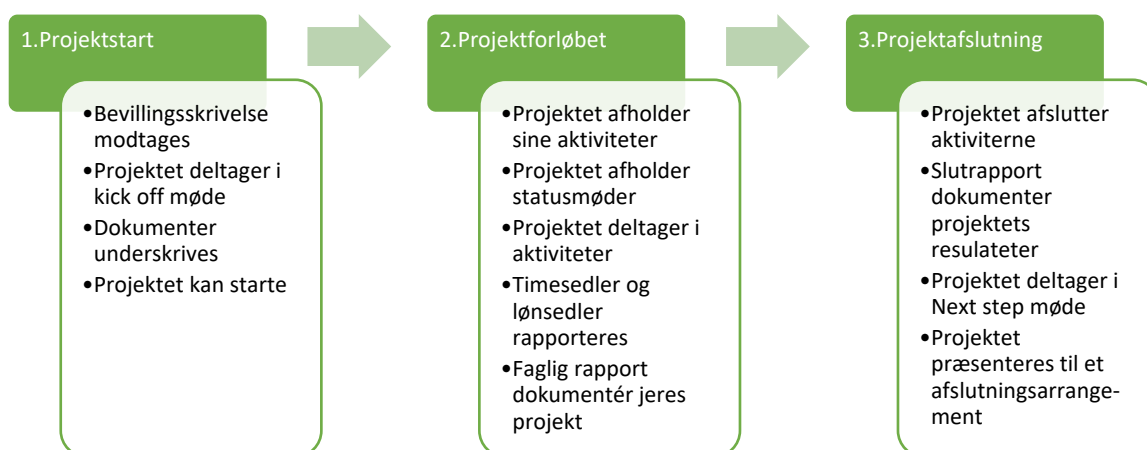 1.Projektstart
•Bevillingsskrivelse
modtages
•Projektet deltager i
kick off møde
•Dokumenter
underskrives
•Projektet kan starte
2.Projektforløbet
•Projektet afholder
sine aktiviteter
•Projektet afholder
statusmøder
•Projektet deltager i
aktiviteter
•Timesedler og
lønsedler
rapporteres
•Faglig rapport
dokumentér jeres
projekt
3.Projektafslutning
•Projektet afslutter
aktiviterne
•Slutrapport
dokumenter
projektets
resulateter
•Projektet deltager i
Next step møde
•Projektet
præsenteres til et
afslutningsarrange-
ment